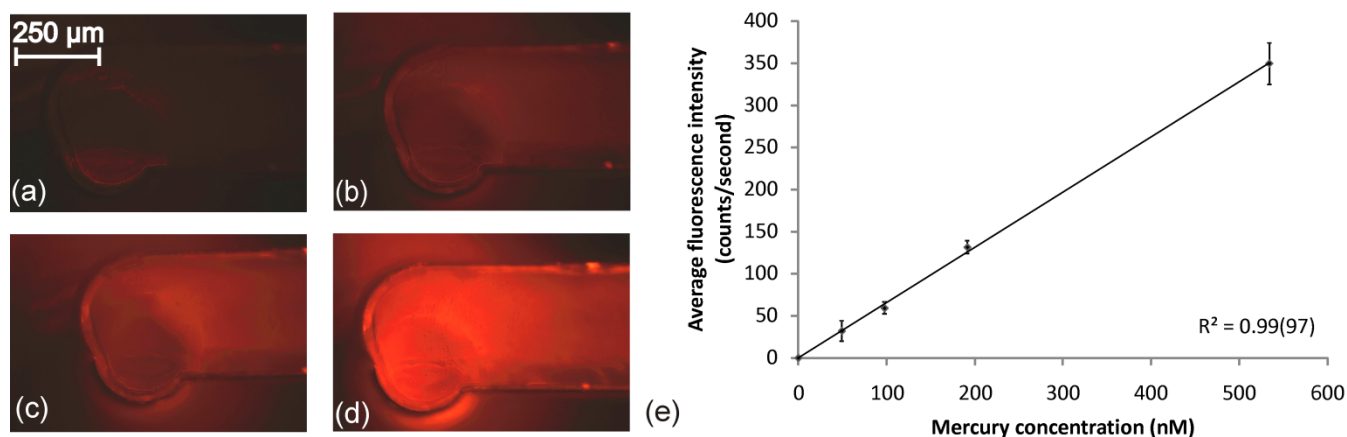 250 µm
(a)
(b)
(c)
(d)
(e)
Average fluorescence intensity
(counts/second)
400
350
300
250
200
150
100
50
0
0 100 200 300 400 500 600
R² = 0.99(97)
Mercury concentration (nM)